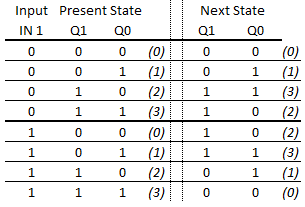 Input Present State Next State
IN 1 Q1 Q0 Q1 Q0
0 0 0 (0) 0 0 (0)
0 0 1 (1) 0 1 (1)
0 1 0 (2) 1 1 (3)
0 1 1 (3) 1 0 (2)
1 0 0 (0) 1 0 (2)
1 0 1 (1) 1 1 (3)
1 1 0 (2) 0 1 (1)
1 1 1 (3) 0 0 (0)